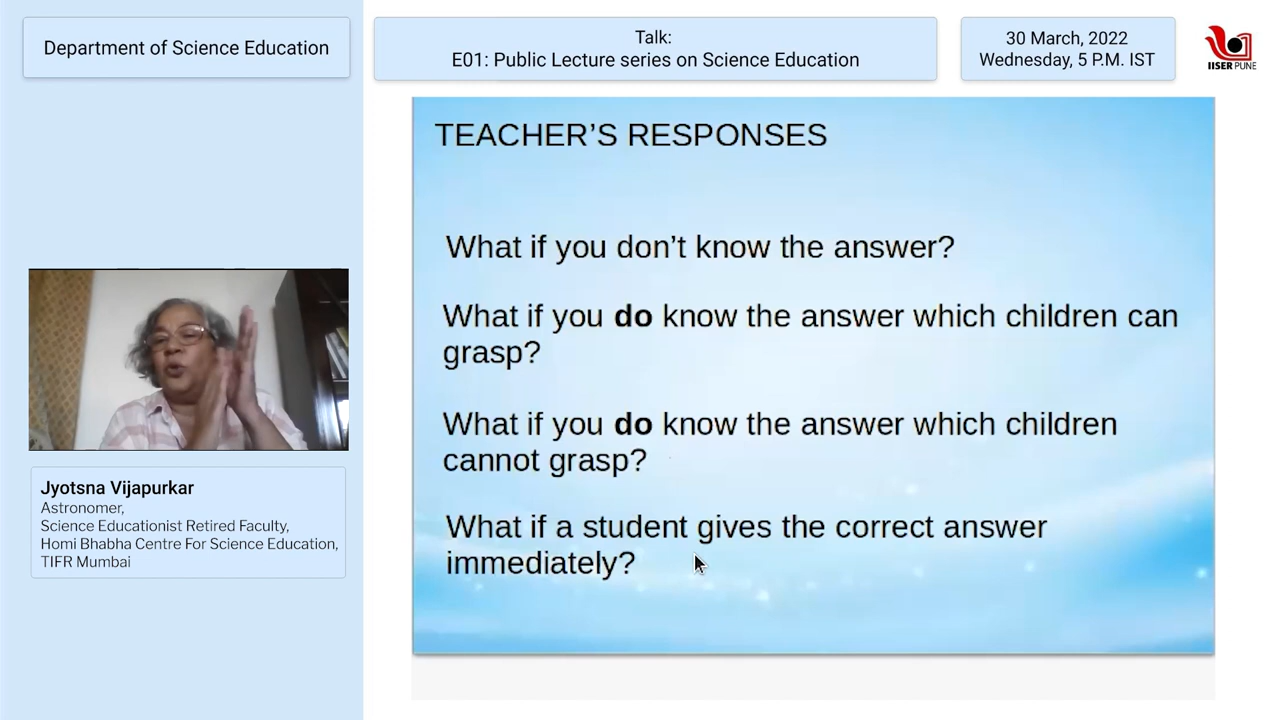 Department of Science Education
Talk:
E01: Public Lecture series on Science Education
30 March, 2022
Wednesday, 5 P.M. IST
IISER PUNE
TEACHER’S RESPONSES
What if you don’t know the answer?
What if you do know the answer which children can
grasp?
What if you do know the answer which children
cannot grasp?
What if a student gives the correct answer
immediately?
Jyotsna Vijapurkar
Astronomer,
Science Educationist Retired Faculty,
Homi Bhabha Centre For Science Education,
TIFR Mumbai